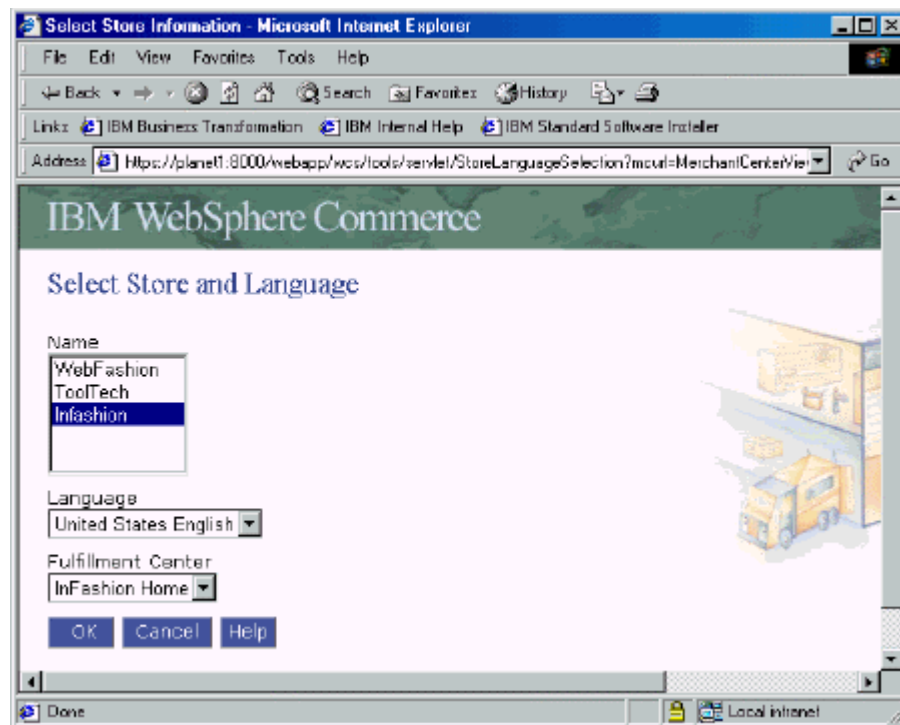 Select Store Information - Microsoft Internet Explorer
File Edit View Favorites Tools Help
Back Search Favorites History
Links IBM Business Transformation IBM Internal Help IBM Standard Software Installer
Address https://planet1:8000/webapp/wcs/tools/servlet/StoreLanguageSelection?mcurl=MerchantCenterVie Go
IBM WebSphere Commerce
Select Store and Language
Name
WebFashion
ToolTech
Infashion
Language
United States English
Fulfillment Center
InFashion Home
OK Cancel Help
Done Local intranet